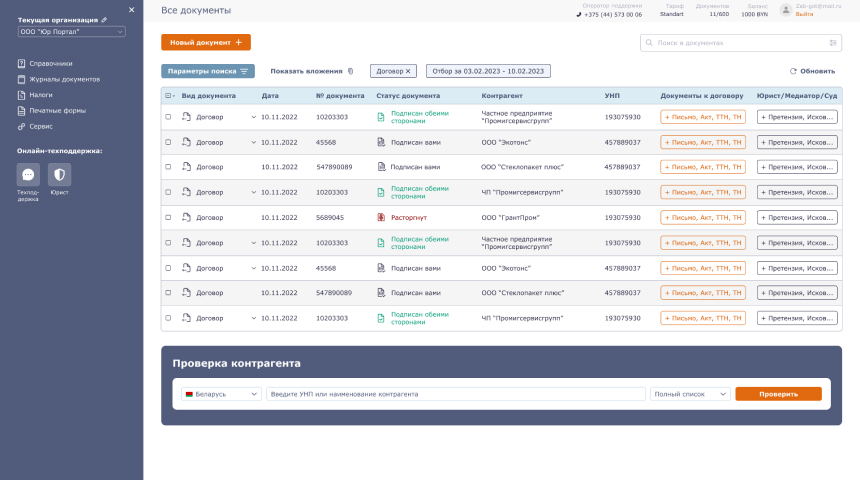 Текущая организация
ООО "Юр Портал"
Справочники
Журналы документов
Налоги
Печатные формы
Сервис
Онлайн-техподдержка:
Техпод-
держка
Юрист
Все документы
Оператор поддержки
+375 (44) 573 00 06
Тариф
Standart
Документов
11/600
Баланс
1000 BYN
Zab-got@mail.ru
Выйти
Новый документ +
Поиск в документах
Параметры поиска
Показать вложения
Договор ×
Отбор за 03.02.2023 - 10.02.2023
Обновить
Вид документа Дата № документа Статус документа Контрагент УНП Документы к договору Юрист/Медиатор/Суд
Договор 10.11.2022 10203303 Подписан обеими сторонами Частное предприятие "Промигсервисгрупп" 193075930 + Письмо, Акт, ТТН, ТН + Претензия, Исков...
Договор 10.11.2022 45568 Подписан вами ООО "Экотонс" 457889037 + Письмо, Акт, ТТН, ТН + Претензия, Исков...
Договор 10.11.2022 547890089 Подписан вами ООО "Стеклопакет плюс" 457889037 + Письмо, Акт, ТТН, ТН + Претензия, Исков...
Договор 10.11.2022 10203303 Подписан обеими сторонами ЧП "Промигисервисгрупп" 193075930 + Письмо, Акт, ТТН, ТН + Претензия, Исков...
Договор 10.11.2022 5689045 Расторгнут ООО "ГрантПром" 193075930 + Письмо, Акт, ТТН, ТН + Претензия, Исков...
Договор 10.11.2022 10203303 Подписан обеими сторонами Частное предприятие "Промигсервисгрупп" 193075930 + Письмо, Акт, ТТН, ТН + Претензия, Исков...
Договор 10.11.2022 45568 Подписан вами ООО "Экотонс" 457889037 + Письмо, Акт, ТТН, ТН + Претензия, Исков...
Договор 10.11.2022 547890089 Подписан вами ООО "Стеклопакет плюс" 457889037 + Письмо, Акт, ТТН, ТН + Претензия, Исков...
Договор 10.11.2022 10203303 Подписан обеими сторонами ЧП "Промигисервисгрупп" 193075930 + Письмо, Акт, ТТН, ТН + Претензия, Исков...
Проверка контрагента
Беларусь
Введите УНП или наименование контрагента
Полный список
Проверить